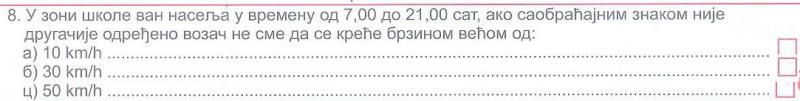 8. У зони школе ван насеља у времену од 7,00 до 21,00 сат, ако саобраћајним знаком није
другачије одређено возач не сме да се креће брзином већом од:
а) 10 km/h ........................................................................................................
б) 30 km/h ........................................................................................................
ц) 50 km/h ........................................................................................................